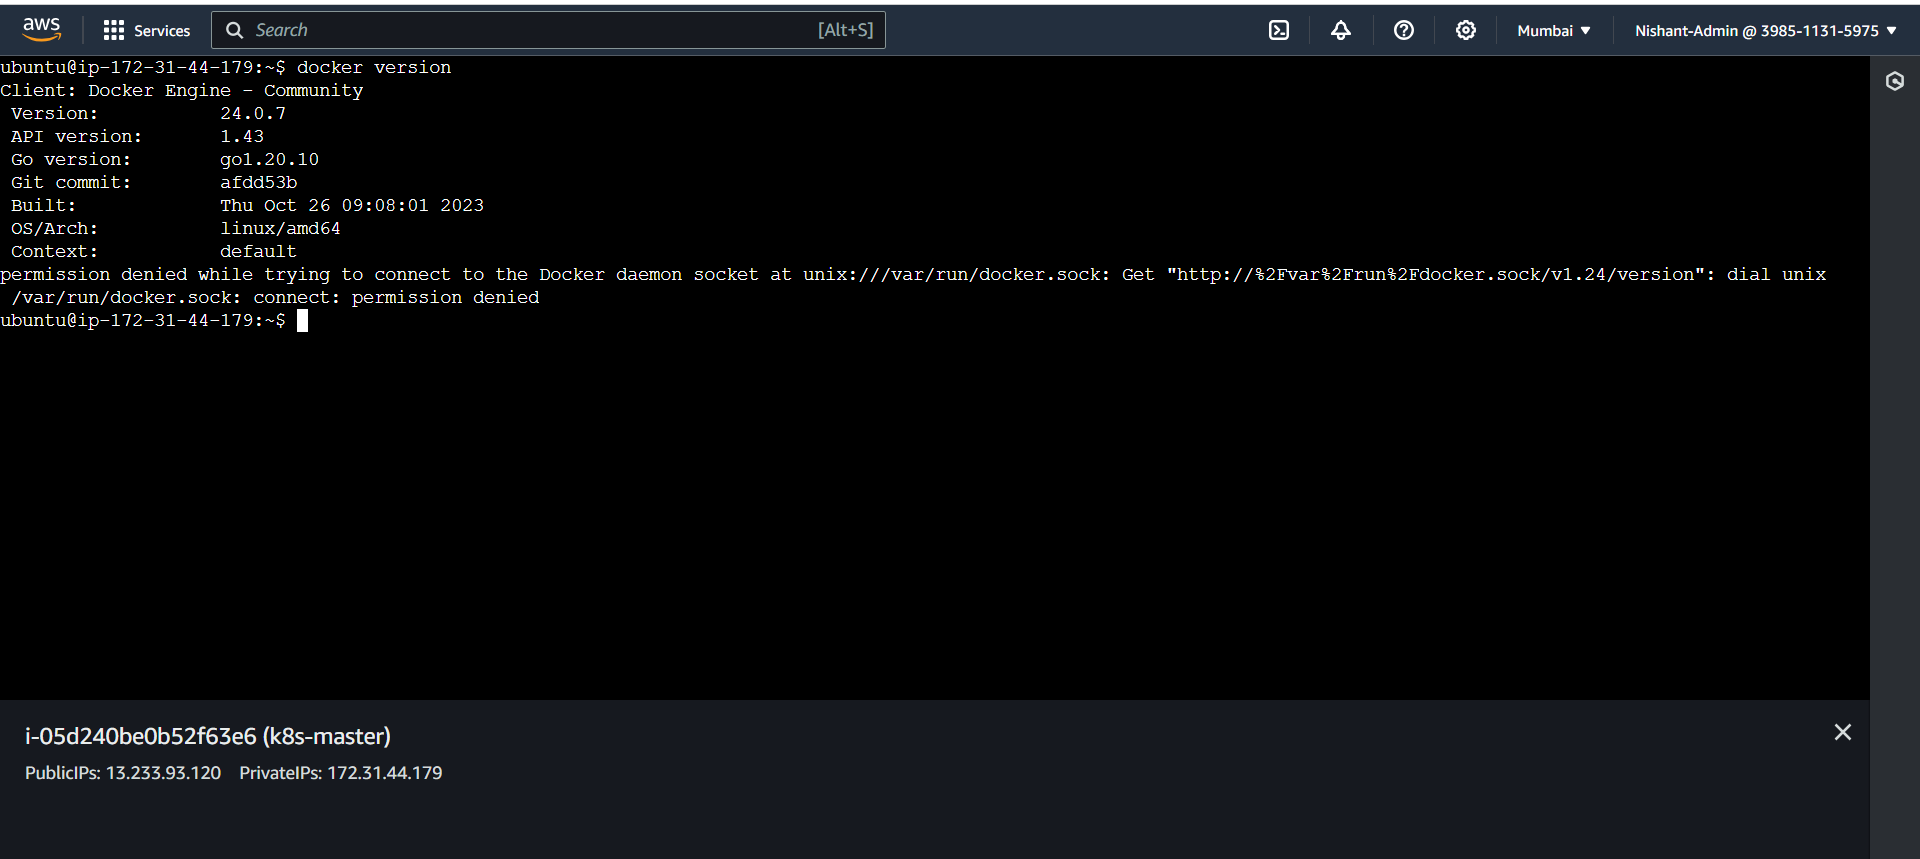 aws Services Search [Alt+S] Mumbai Nishant-Admin @ 3985-1131-5975
ubuntu@ip-172-31-44-179:~$ docker version
Client: Docker Engine - Community
Version: 24.0.7
API version: 1.43
Go version: go1.20.10
Git commit: afdd53b
Built: Thu Oct 26 09:08:01 2023
OS/Arch: linux/amd64
Context: default
permission denied while trying to connect to the Docker daemon socket at unix:///var/run/docker.sock: Get "http://%2Fvar%2Frun%2Fdocker.sock/v1.24/version": dial unix
/var/run/docker.sock: connect: permission denied
ubuntu@ip-172-31-44-179:~$
i-05d240be0b52f63e6 (k8s-master)
PublicIPs: 13.233.93.120 PrivateIPs: 172.31.44.179